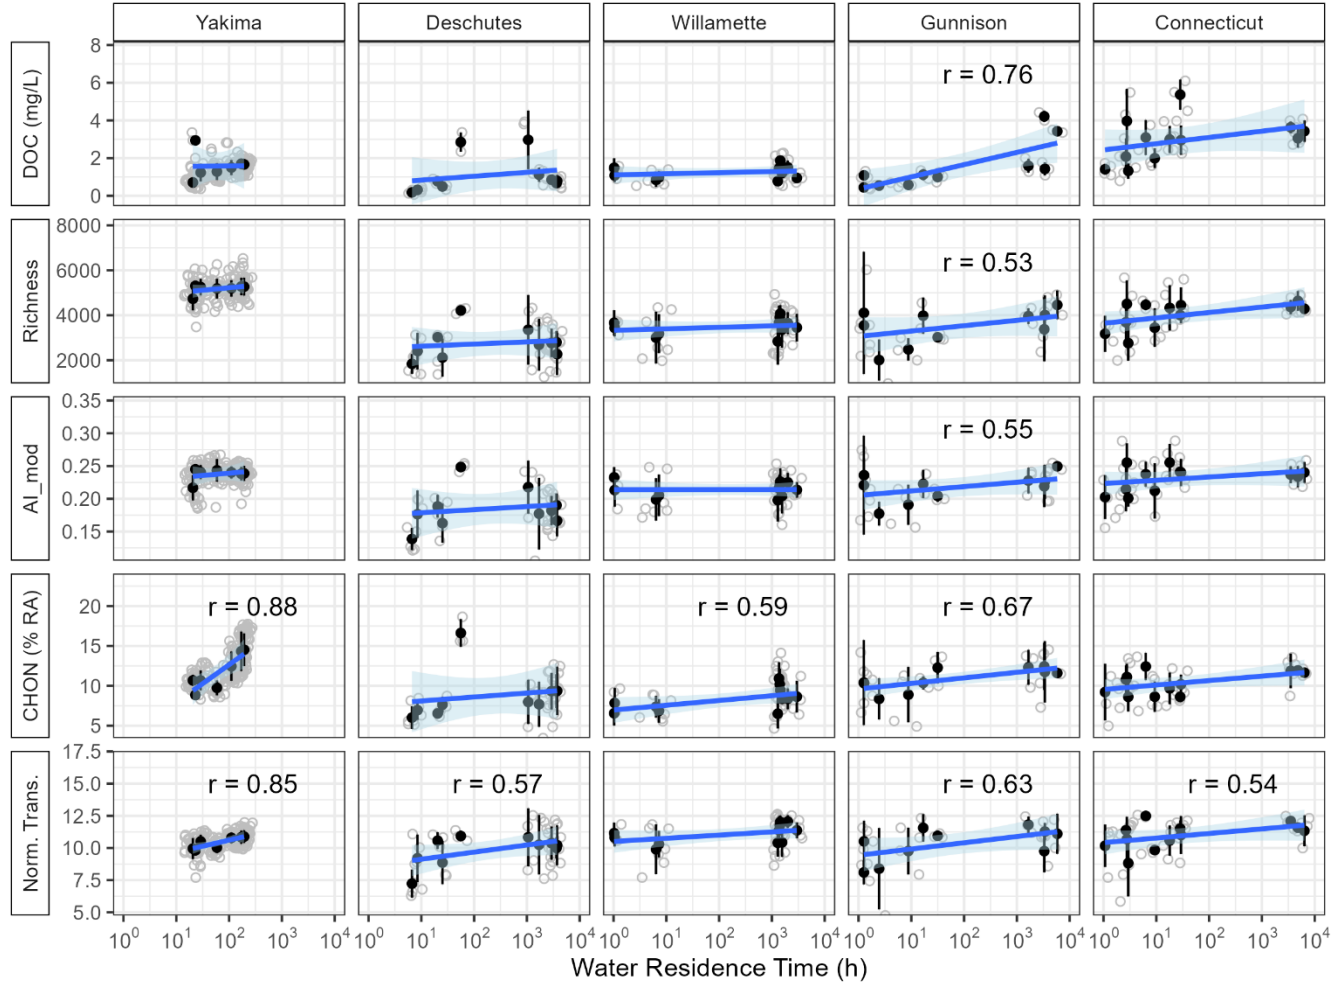 Yakima Deschutes Willamette Gunnison Connecticut
DOC (mg/L)
8
6
4
2
0
r = 0.76
Richness
8000
6000
4000
2000
r = 0.53
AI_mod
0.35
0.30
0.25
0.20
0.15
r = 0.55
CHON (% RA)
20
15
10
5
r = 0.88 r = 0.59 r = 0.67
Norm. Trans.
17.5
15.0
12.5
10.0
7.5
5.0
r = 0.85 r = 0.57 r = 0.63 r = 0.54
10⁰ 10¹ 10² 10³ 10⁴ 10⁰ 10¹ 10² 10³ 10⁴ 10⁰ 10¹ 10² 10³ 10⁴ 10⁰ 10¹ 10² 10³ 10⁴ 10⁰ 10¹ 10² 10³ 10⁴
Water Residence Time (h)